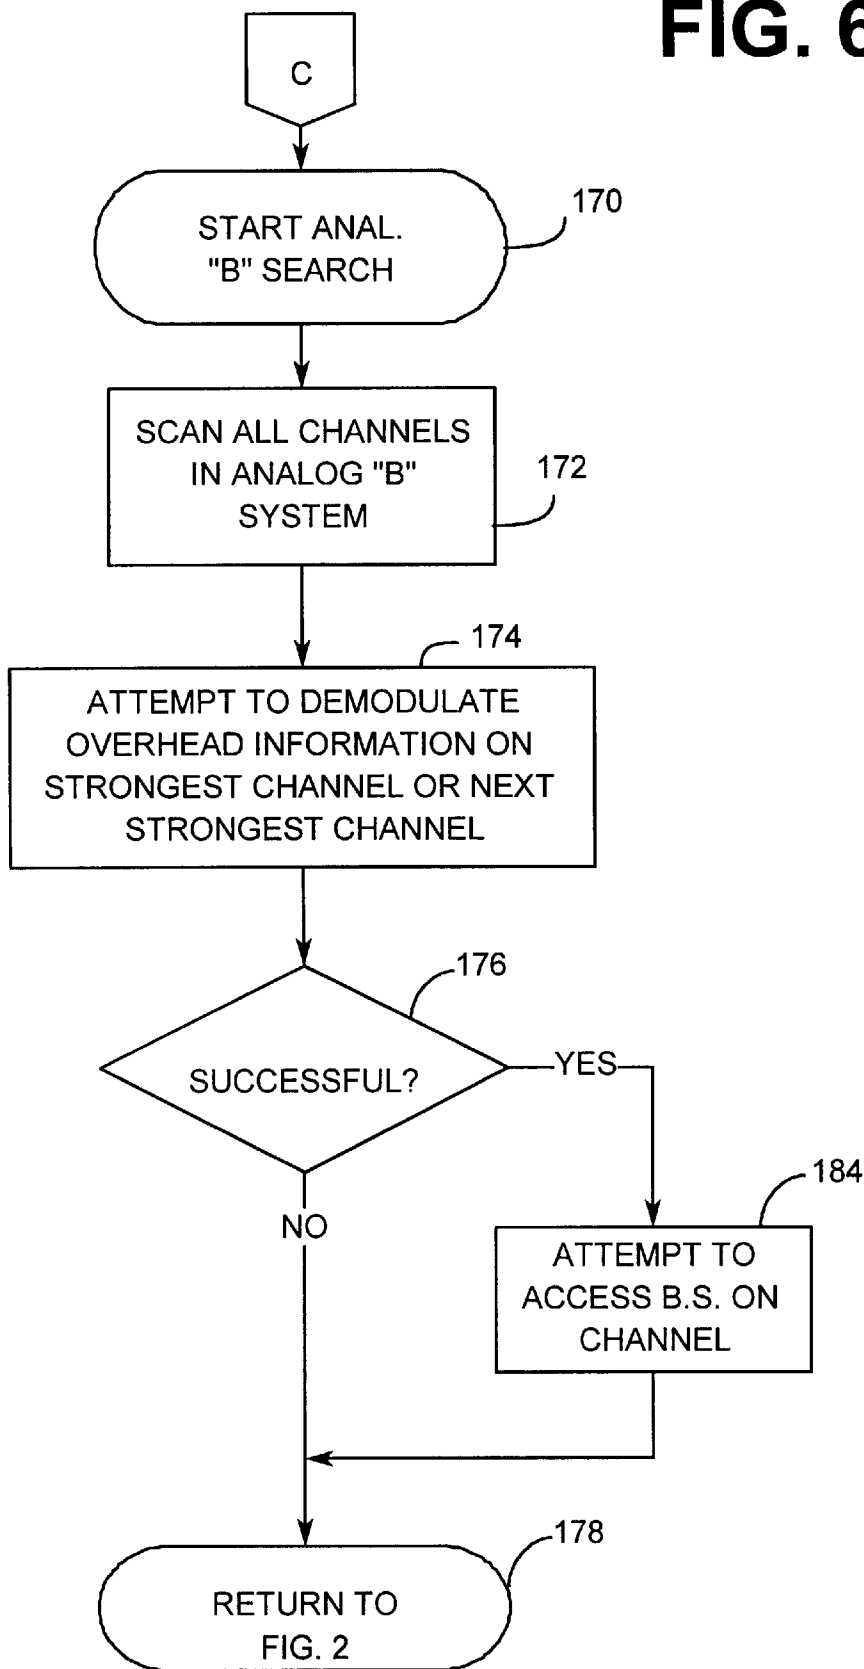 FIG. 6
C
START ANAL.
"B" SEARCH
170
SCAN ALL CHANNELS
IN ANALOG "B"
SYSTEM
172
174
ATTEMPT TO DEMODULATE
OVERHEAD INFORMATION ON
STRONGEST CHANNEL OR NEXT
STRONGEST CHANNEL
176
SUCCESSFUL?
YES
NO
184
ATTEMPT TO
ACCESS B.S. ON
CHANNEL
178
RETURN TO
FIG. 2